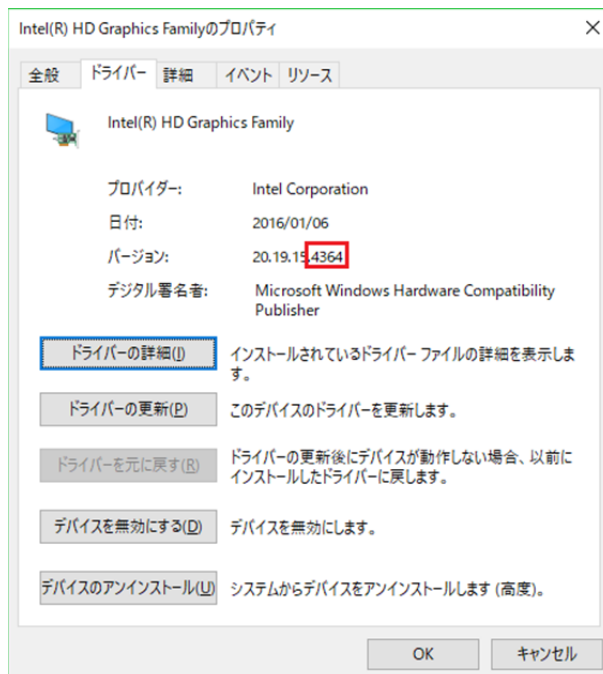 Intel(R) HD Graphics Familyのプロパティ
全般 ドライバー 詳細 イベント リソース
Intel(R) HD Graphics Family
プロバイダー: Intel Corporation
日付: 2016/01/06
バージョン: 20.19.15.4364
デジタル署名者: Microsoft Windows Hardware Compatibility
Publisher
ドライバーの詳細(I) インストールされているドライバー ファイルの詳細を表示しま
す。
ドライバーの更新(P) このデバイスのドライバーを更新します。
ドライバーを元に戻す(R) ドライバーの更新後にデバイスが動作しない場合、以前に
インストールしたドライバーに戻します。
デバイスを無効にする(D) デバイスを無効にします。
デバイスのアンインストール(U) システムからデバイスをアンインストールします (高度)。
OK キャンセル